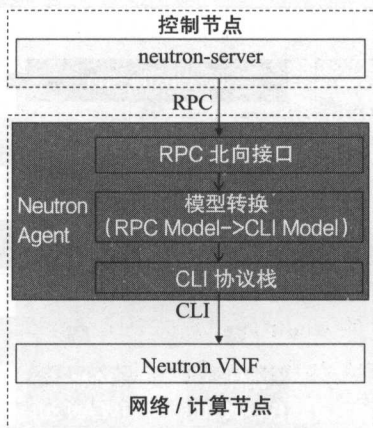 控制节点
neutron-server
RPC
RPC 北向接口
Neutron
Agent
模型转换
(RPC Model->CLI Model)
CLI 协议栈
CLI
Neutron VNF
网络 / 计算节点